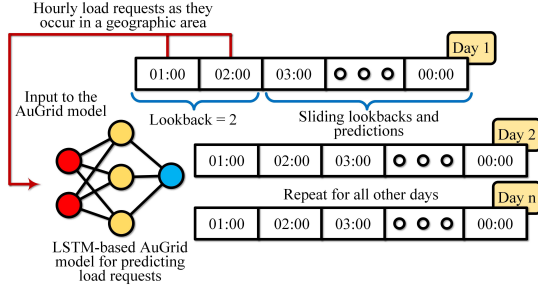 Hourly load requests as they
occur in a geographic area
Day 1
01:00 02:00 03:00 00:00
Input to the
AuGrid model
Lookback = 2
Sliding lookbacks and
predictions
Day 2
01:00 02:00 03:00 00:00
Repeat for all other days
Day n
01:00 02:00 03:00 00:00
LSTM-based AuGrid
model for predicting
load requests